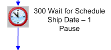 300 Wait for Schedule
Ship Date – 1
Pause